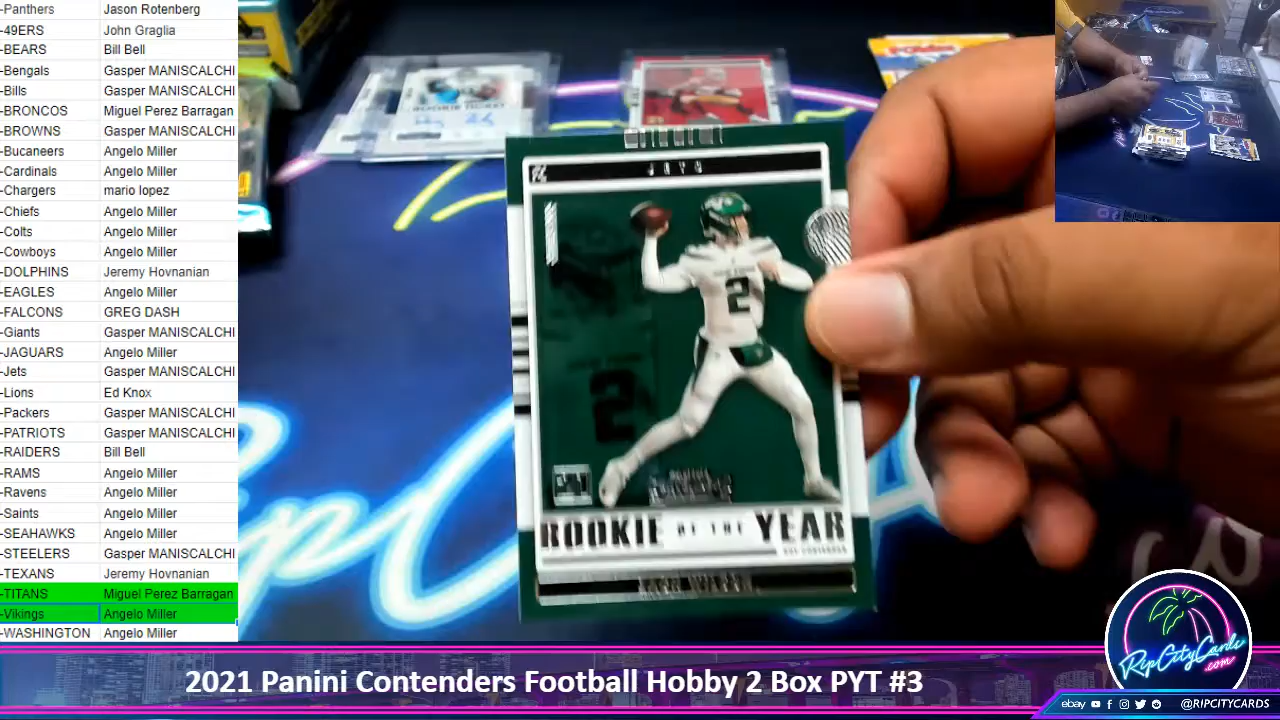 -Panthers Jason Rotenberg
-49ERS John Graglia
-BEARS Bill Bell
-Bengals Gasper MANISCALCHI
-Bills Gasper MANISCALCHI
-BRONCOS Miguel Perez Barragan
-BROWNS Gasper MANISCALCHI
-Bucaneers Angelo Miller
-Cardinals Angelo Miller
-Chargers mario lopez
-Chiefs Angelo Miller
-Colts Angelo Miller
-Cowboys Angelo Miller
-DOLPHINS Jeremy Hovnanian
-EAGLES Angelo Miller
-FALCONS GREG DASH
-Giants Gasper MANISCALCHI
-JAGUARS Angelo Miller
-Jets Gasper MANISCALCHI
-Lions Ed Knox
-Packers Gasper MANISCALCHI
-PATRIOTS Gasper MANISCALCHI
-RAIDERS Bill Bell
-RAMS Angelo Miller
-Ravens Angelo Miller
-Saints Angelo Miller
-SEAHAWKS Angelo Miller
-STEELERS Gasper MANISCALCHI
-TEXANS Jeremy Hovnanian
-TITANS Miguel Perez Barragan
-Vikings Angelo Miller
-WASHINGTON Angelo Miller
JETS
2
2
ROOKIE OF THE YEAR
RipCityCards
.com
2021 Panini Contenders Football Hobby 2 Box PYT #3
ebay @RIPCITYCARDS